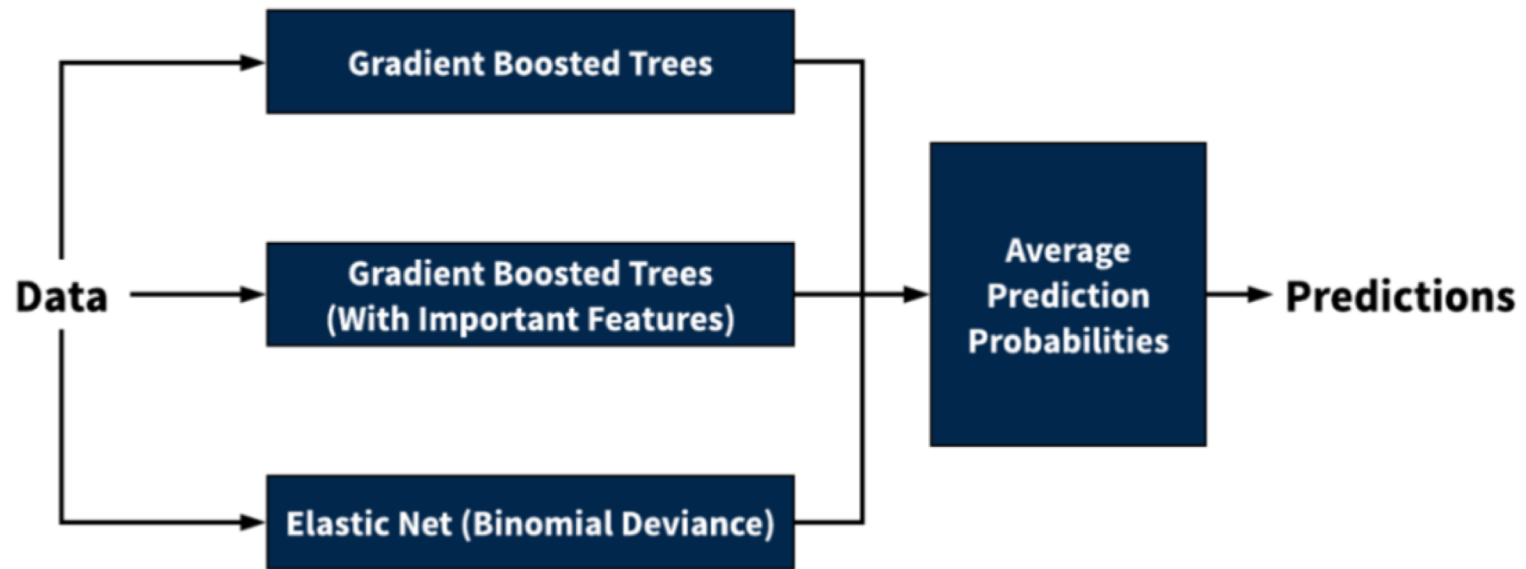 Gradient Boosted Trees
Data
Gradient Boosted Trees
(With Important Features)
Elastic Net (Binomial Deviance)
Average
Prediction
Probabilities
Predictions